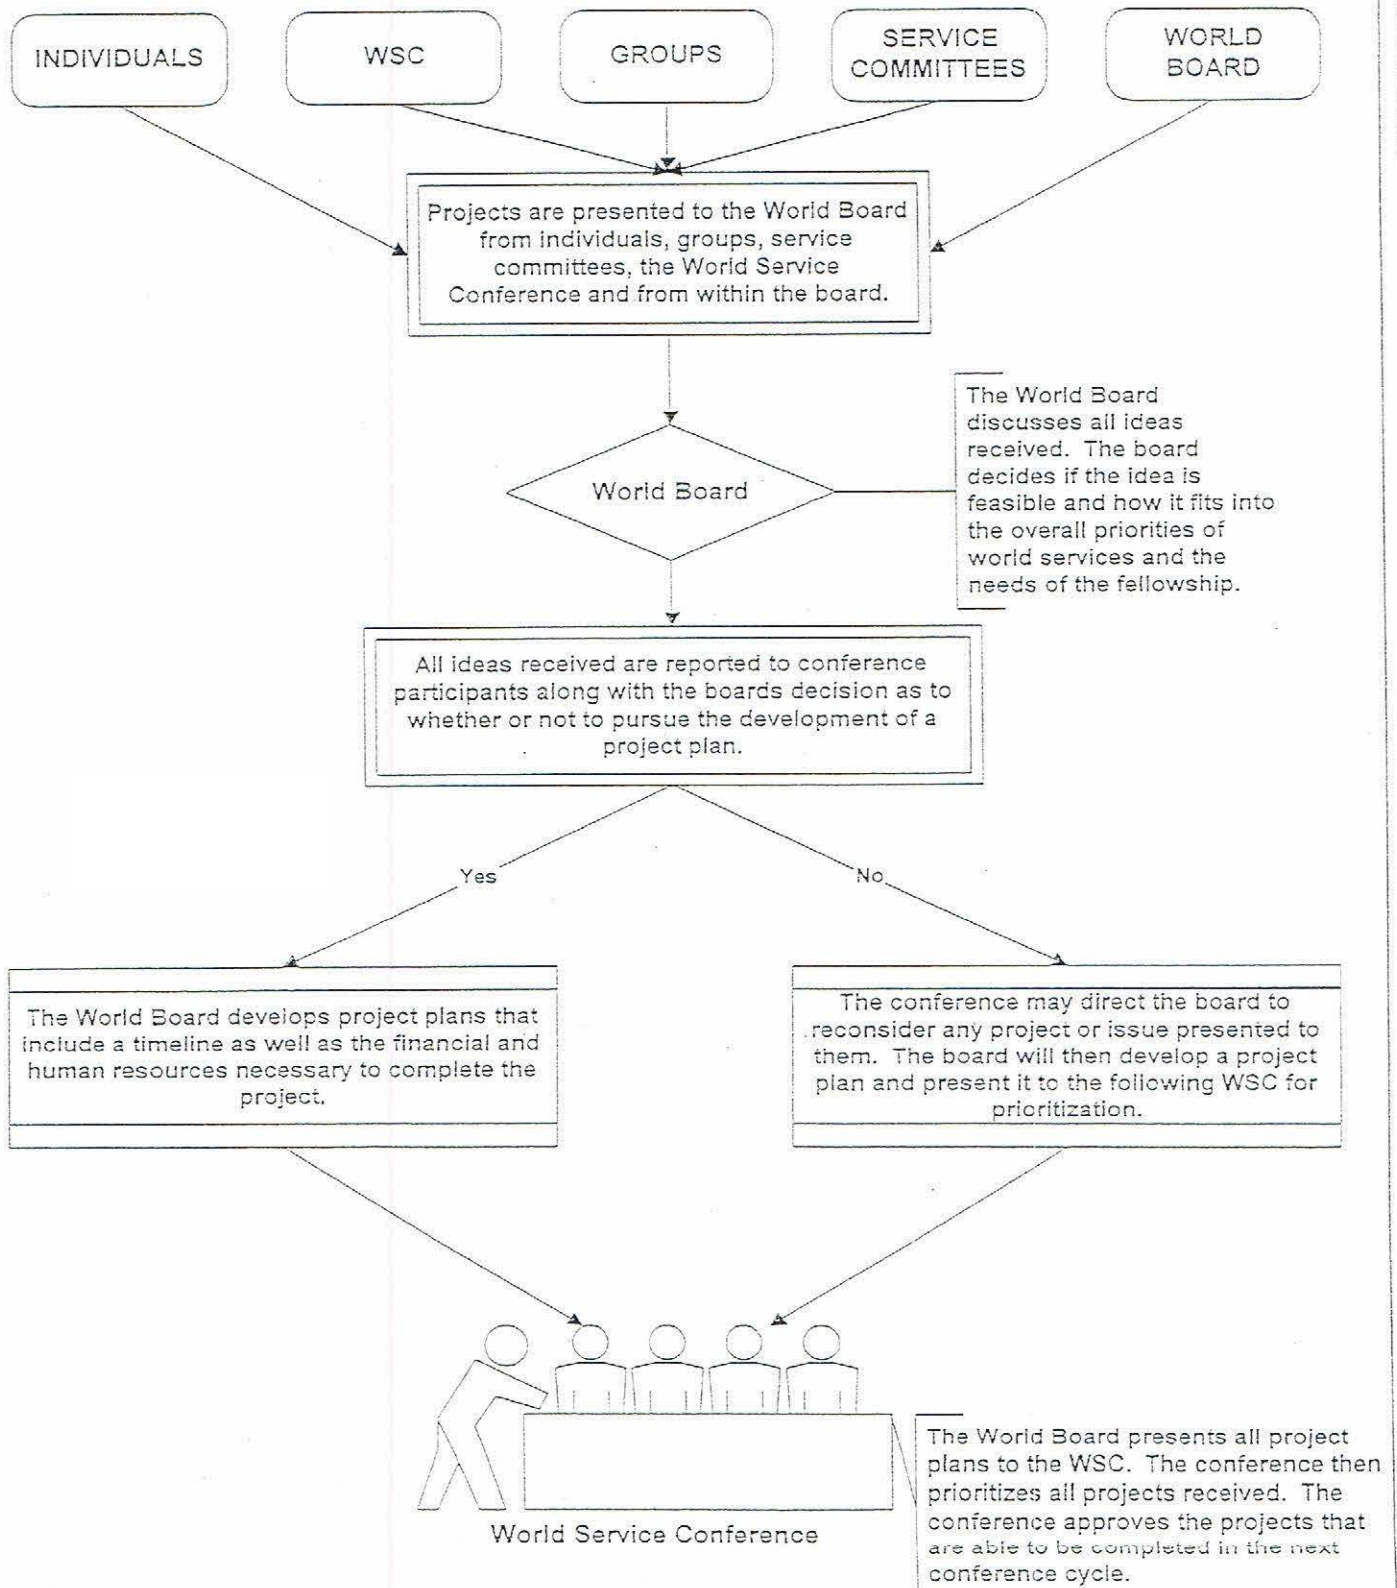 INDIVIDUALS
WSC
GROUPS
SERVICE
COMMITTEES
WORLD
BOARD
Projects are presented to the World Board
from individuals, groups, service
committees, the World Service
Conference and from within the board.
World Board
The World Board
discusses all ideas
received. The board
decides if the idea is
feasible and how it fits into
the overall priorities of
world services and the
needs of the fellowship.
All ideas received are reported to conference
participants along with the boards decision as to
whether or not to pursue the development of a
project plan.
Yes
No
The World Board develops project plans that
include a timeline as well as the financial and
human resources necessary to complete the
project.
The conference may direct the board to
reconsider any project or issue presented to
them. The board will then develop a project
plan and present it to the following WSC for
prioritization.
World Service Conference
The World Board presents all project
plans to the WSC. The conference then
prioritizes all projects received. The
conference approves the projects that
are able to be completed in the next
conference cycle.